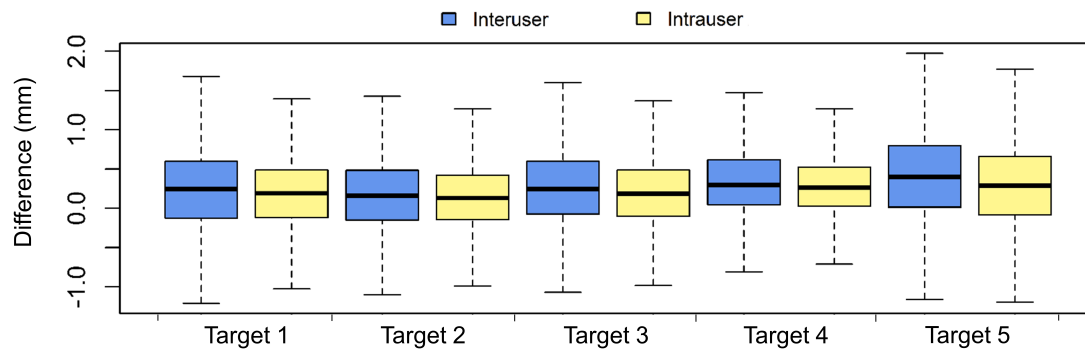 Interuser Intrauser
Difference (mm)
2.0
1.0
0.0
-1.0
Target 1 Target 2 Target 3 Target 4 Target 5